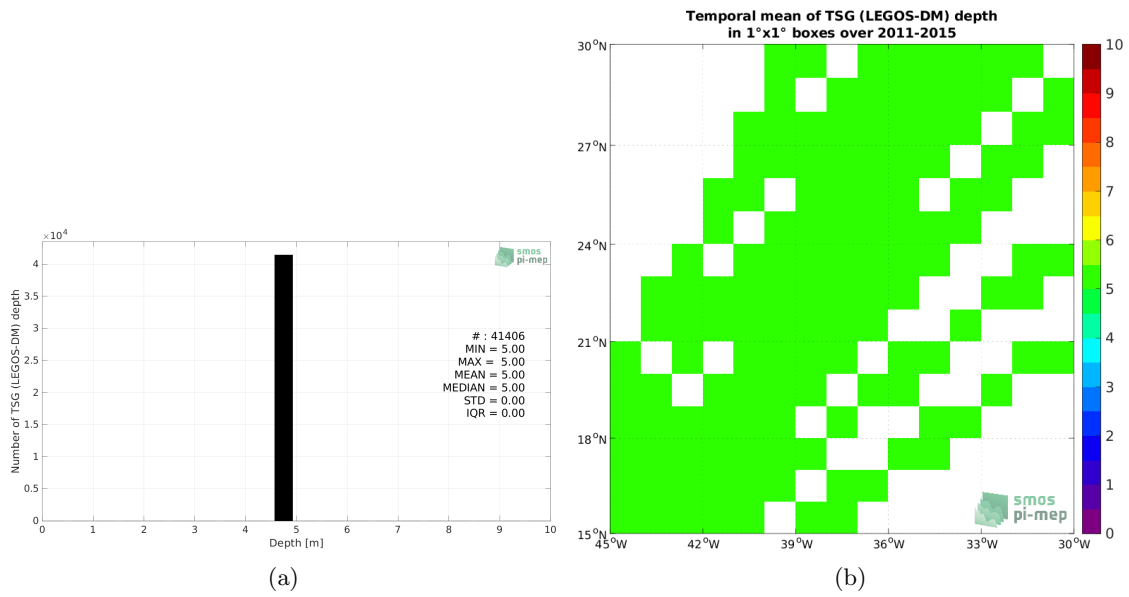 ×10⁴
4
3.5
3
2.5
2
1.5
1
0.5
0
Number of TSG (LEGOS-DM) depth
smos
pi-mep
# : 41406
MIN = 5.00
MAX = 5.00
MEAN = 5.00
MEDIAN = 5.00
STD = 0.00
IQR = 0.00
0 1 2 3 4 5 6 7 8 9 10
Depth [m]
(a)
Temporal mean of TSG (LEGOS-DM) depth
in 1°x1° boxes over 2011-2015
30°N
27°N
24°N
21°N
18°N
15°N
45°W 42°W 39°W 36°W 33°W 30°W
smos
pi-mep
10
9
8
7
6
5
4
3
2
1
0
(b)